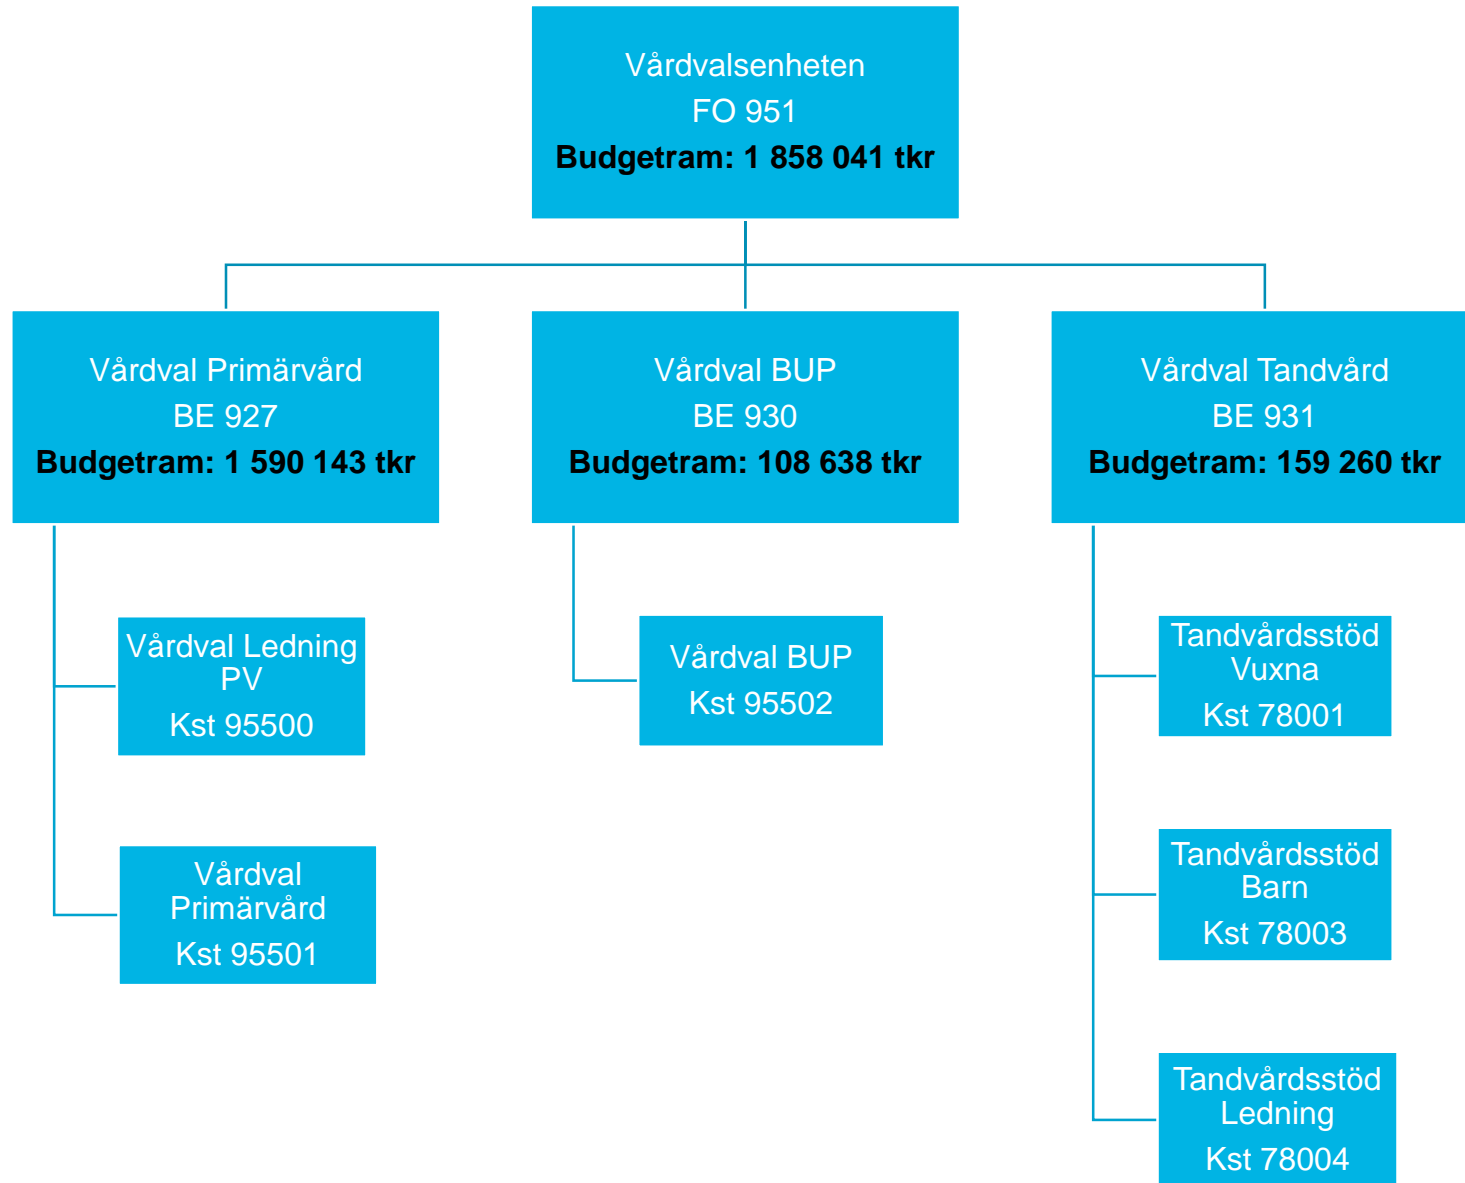 Vårdvalsenheten
FO 951
Budgetram: 1 858 041 tkr
Vårdval Primärvård
BE 927
Budgetram: 1 590 143 tkr
Vårdval BUP
BE 930
Budgetram: 108 638 tkr
Vårdval Tandvård
BE 931
Budgetram: 159 260 tkr
Vårdval Ledning
PV
Kst 95500
Vårdval
Primärvård
Kst 95501
Vårdval BUP
Kst 95502
Tandvårdsstöd
Vuxna
Kst 78001
Tandvårdsstöd
Barn
Kst 78003
Tandvårdsstöd
Ledning
Kst 78004